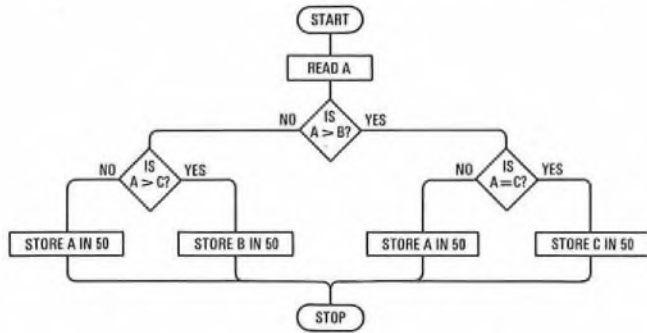 START
READ A
IS
A > B?
NO
YES
IS
A > C?
NO
YES
IS
A = C?
NO
YES
STORE A IN 50
STORE B IN 50
STORE A IN 50
STORE C IN 50
STOP